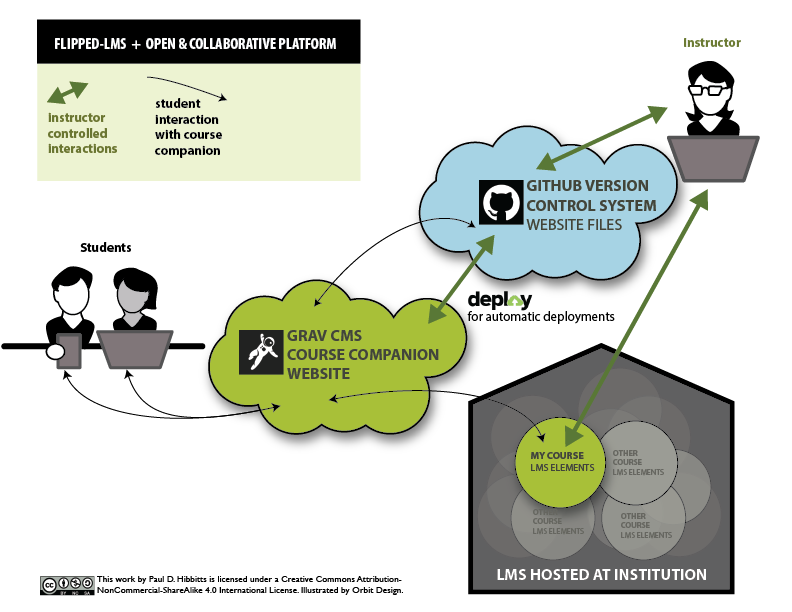 FLIPPED-LMS + OPEN & COLLABORATIVE PLATFORM
instructor
controlled
interactions
student
interaction
with course
companion
Instructor
GITHUB VERSION
CONTROL SYSTEM
WEBSITE FILES
Students
deploy
for automatic deployments
GRAV CMS
COURSE COMPANION
WEBSITE
MY COURSE
LMS ELEMENTS
OTHER
COURSE
LMS ELEMENTS
OTHER
COURSE
LMS ELEMENTS
OTHER
COURSE
LMS ELEMENTS
LMS HOSTED AT INSTITUTION
cc
BY NC SA
This work by Paul D. Hibbitts is licensed under a Creative Commons Attribution-
NonCommercial-ShareAlike 4.0 International License. Illustrated by Orbit Design.